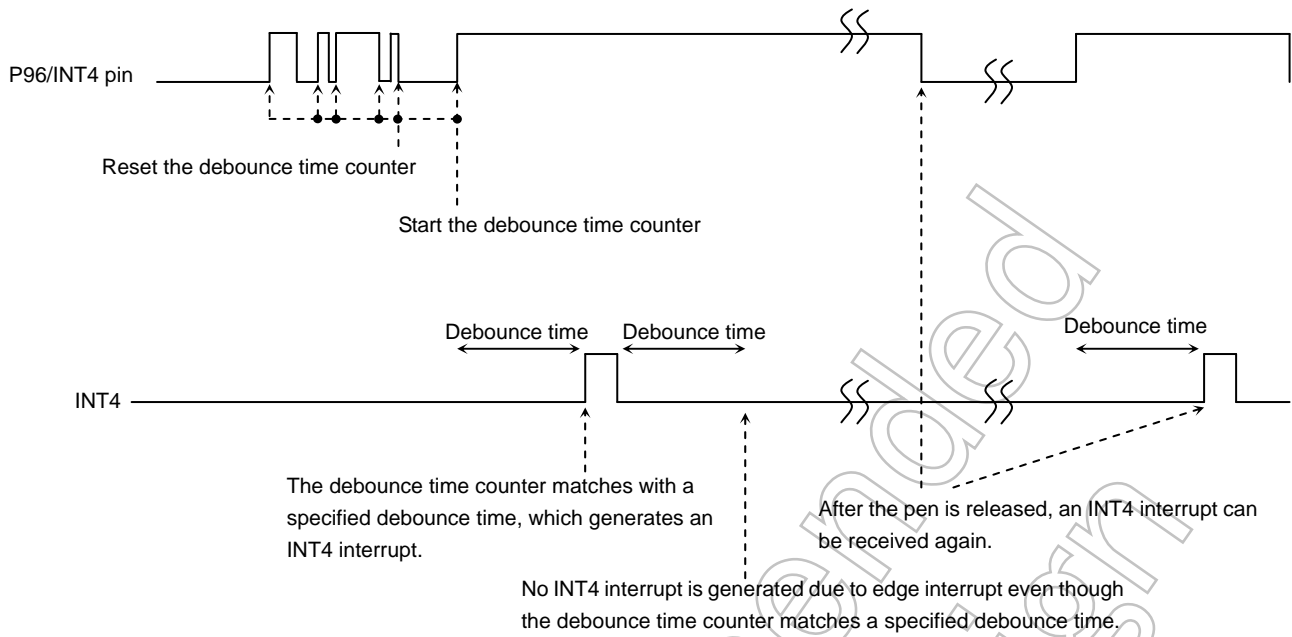 P96/INT4 pin
Reset the debounce time counter
Start the debounce time counter
Debounce time
Debounce time
Debounce time
INT4
The debounce time counter matches with a
specified debounce time, which generates an
INT4 interrupt.
After the pen is released, an INT4 interrupt can
be received again.
No INT4 interrupt is generated due to edge interrupt even though
the debounce time counter matches a specified debounce time.